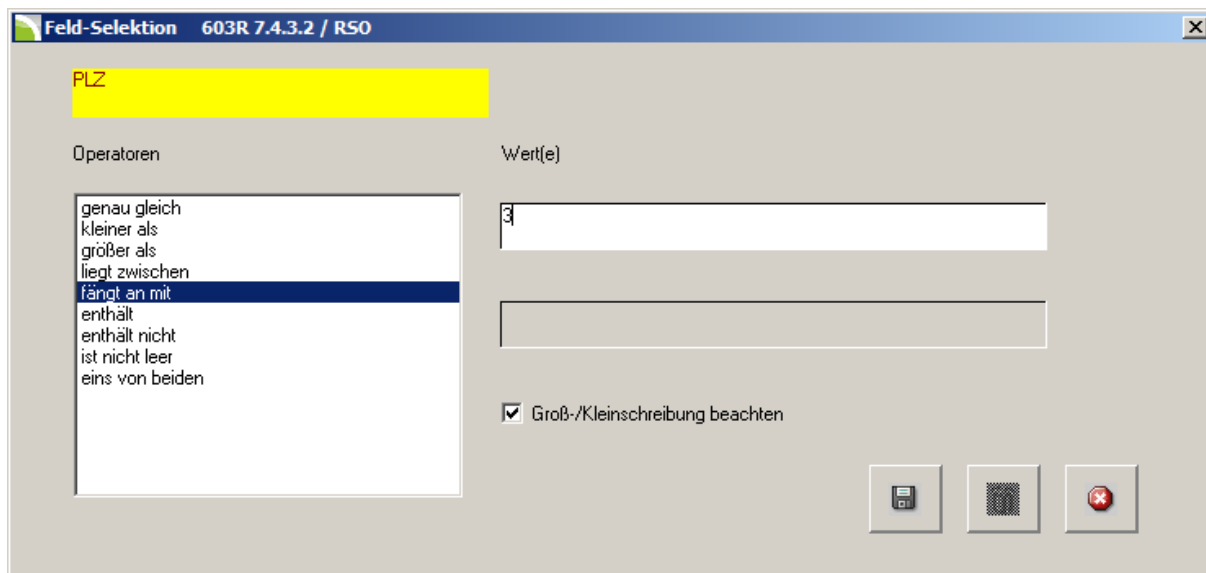 Feld-Selektion 603R 7.4.3.2 / RSO
PLZ
Operatoren
Wert(e)
genau gleich
kleiner als
größer als
liegt zwischen
fängt an mit
enthält
enthält nicht
ist nicht leer
eins von beiden
3
Groß-/Kleinschreibung beachten